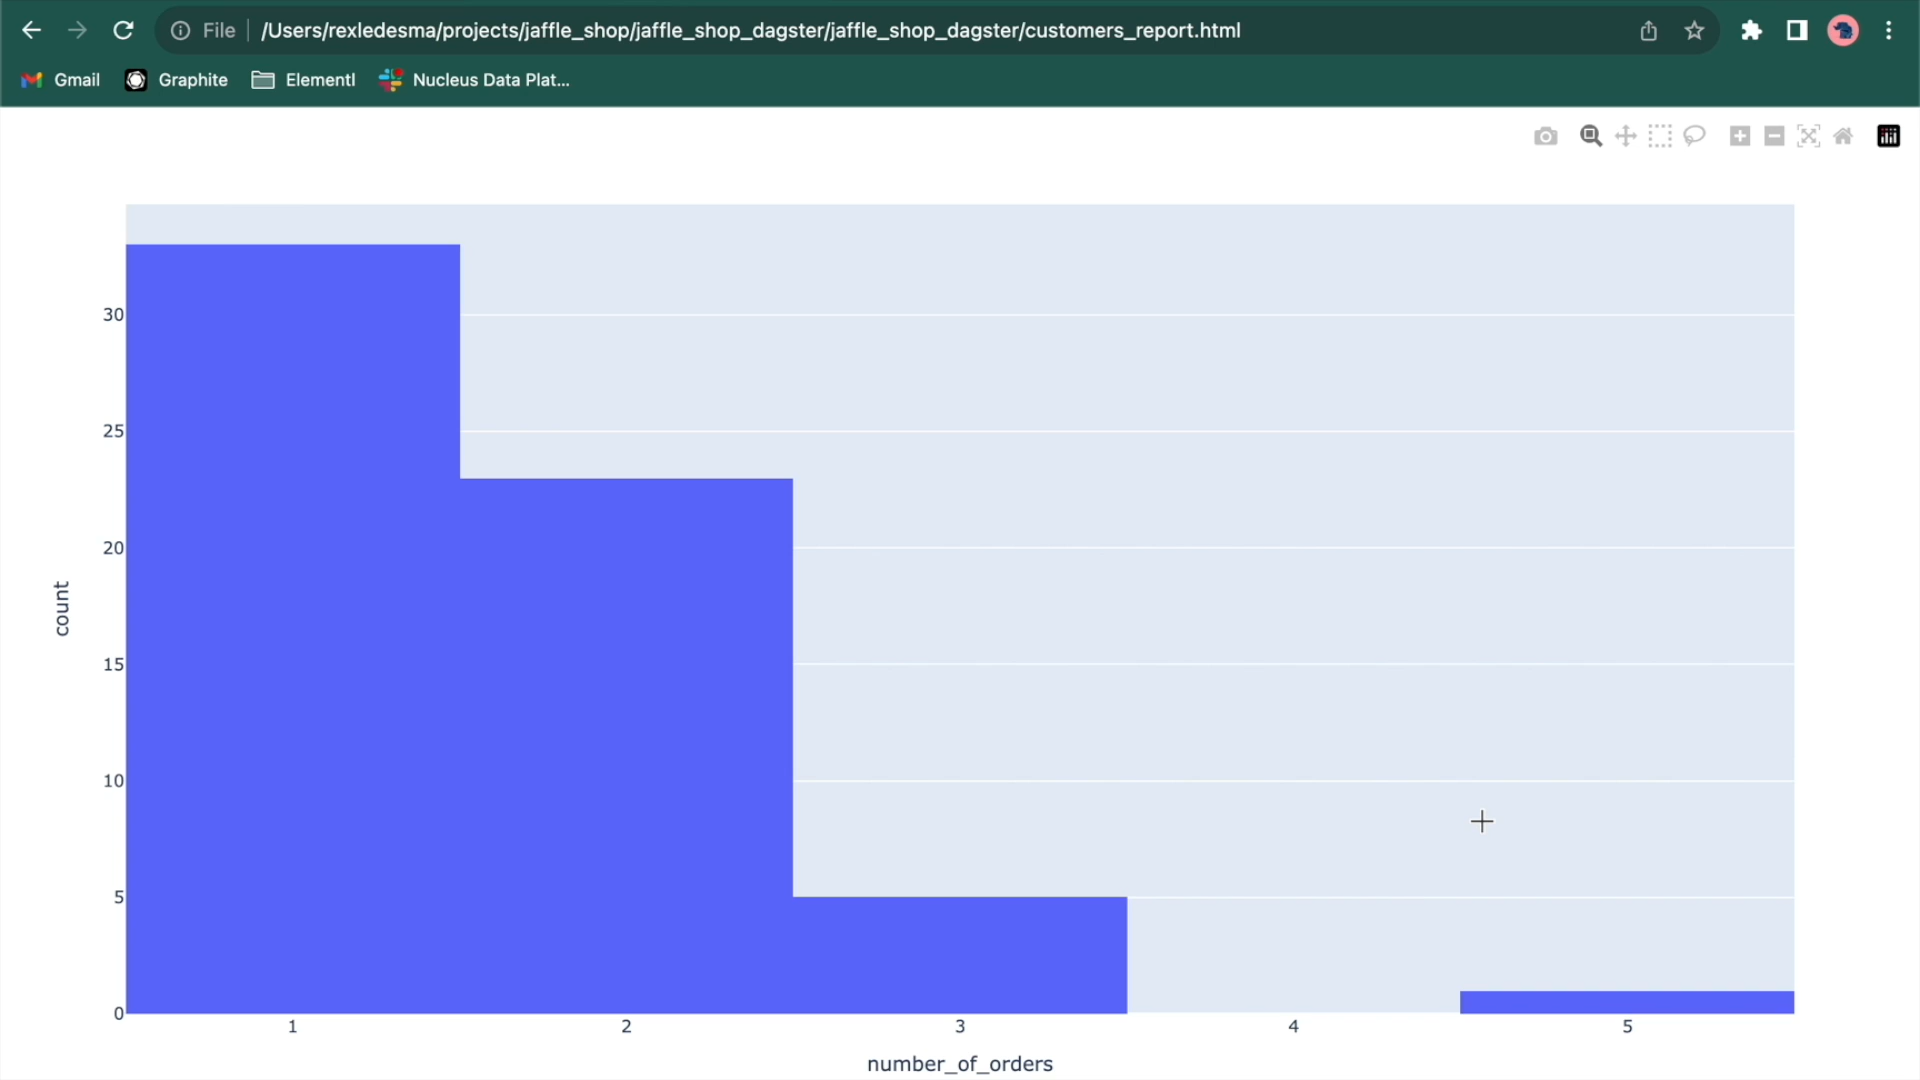 File /Users/rexledesma/projects/jaffle_shop/jaffle_shop_dagster/jaffle_shop_dagster/customers_report.html
Gmail Graphite Elementl Nucleus Data Plat...
30
25
20
15
10
5
0
count
1 2 3 4 5
number_of_orders